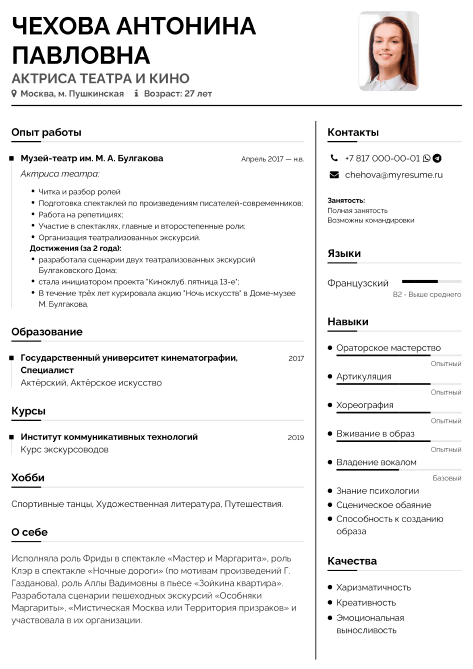 ЧЕХОВА АНТОНИНА
ПАВЛОВНА
АКТРИСА ТЕАТРА И КИНО
Москва, м. Пушкинская Возраст: 27 лет
Опыт работы
Музей-театр им. М. А. Булгакова Апрель 2017 — н.в.
Актриса театра:
Читка и разбор ролей
Подготовка спектаклей по произведениям писателей-современников;
Работа на репетициях;
Участие в спектаклях, главные и второстепенные роли;
Организация театрализованных экскурсий.
Достижения (за 2 года):
разработала сценарии двух театрализованных экскурсий
Булгаковского Дома;
стала инициатором проекта "Киноклуб. пятница 13-е";
В течение трёх лет курировала акцию "Ночь искусств" в Доме-музее
М. Булгакова.
Образование
Государственный университет кинематографии, 2017
Специалист
Актёрский, Актёрское искусство
Курсы
Институт коммуникативных технологий 2019
Курс экскурсоводов
Хобби
Спортивные танцы, Художественная литература, Путешествия.
О себе
Исполняла роль Фриды в спектакле «Мастер и Маргарита», роль
Клэр в спектакле «Ночные дороги» (по мотивам произведений Г.
Газданова), роль Аллы Вадимовны в пьесе «Зойкина квартира».
Разработала сценарии пешеходных экскурсий «Особняки
Маргариты», «Мистическая Москва или Территория призраков» и
участвовала в их организации.
Контакты
+7 817 000-00-01
chehova@myresume.ru
Занятость:
Полная занятость
Возможны командировки
Языки
Французский
B2 - Выше среднего
Навыки
Ораторское мастерство
Опытный
Артикуляция
Опытный
Хореография
Опытный
Вживание в образ
Опытный
Владение вокалом
Базовый
Знание психологии
Сценическое обаяние
Способность к созданию
образа
Качества
Харизматичность
Креативность
Эмоциональная
выносливость